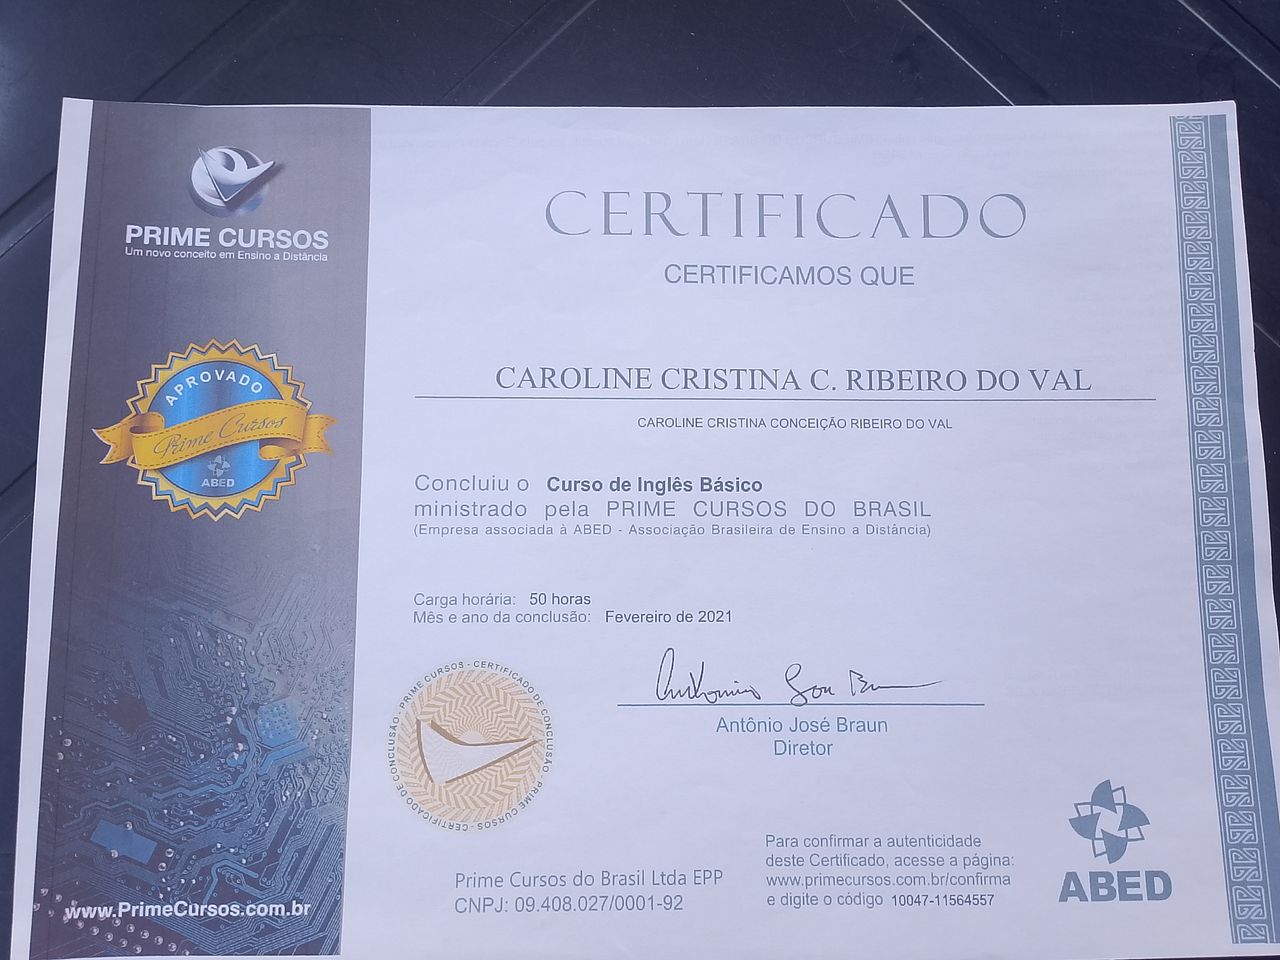 PRIME CURSOS
Um novo conceito em Ensino a Distância
APROVADO
Prime Cursos
ABED
www.PrimeCursos.com.br
CERTIFICADO
CERTIFICAMOS QUE
CAROLINE CRISTINA C. RIBEIRO DO VAL
CAROLINE CRISTINA CONCEIÇÃO RIBEIRO DO VAL
Concluiu o Curso de Inglês Básico
ministrado pela PRIME CURSOS DO BRASIL
(Empresa associada à ABED - Associação Brasileira de Ensino a Distância)
Carga horária: 50 horas
Mês e ano da conclusão: Fevereiro de 2021
PRIME CURSOS - CERTIFICADO DE CONCLUSÃO - PRIME CURSOS - CERTIFICADO DE CONCLUSÃO -
Antônio José Braun
Diretor
Prime Cursos do Brasil Ltda EPP
CNPJ: 09.408.027/0001-92
Para confirmar a autenticidade
deste Certificado, acesse a página:
www.primecursos.com.br/confirma
e digite o código 10047-11564557
ABED